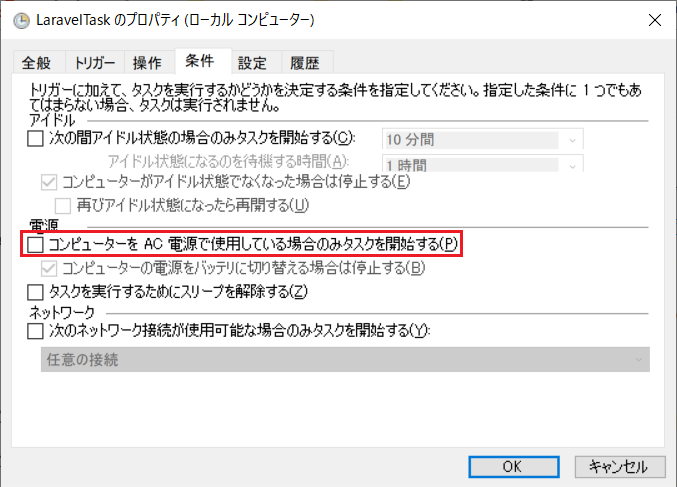 LaravelTask のプロパティ (ローカル コンピューター)
全般 トリガー 操作 条件 設定 履歴
トリガーに加えて、タスクを実行するかどうかを決定する条件を指定してください。指定した条件に 1 つでもあ
てはまらない場合、タスクは実行されません。
アイドル
次の間アイドル状態の場合のみタスクを開始する(C): 10 分間
アイドル状態になるのを待機する時間(A): 1 時間
コンピューターがアイドル状態でなくなった場合は停止する(E)
再びアイドル状態になったら再開する(U)
電源
コンピューターを AC 電源で使用している場合のみタスクを開始する(P)
コンピューターの電源をバッテリに切り替える場合は停止する(B)
タスクを実行するためにスリープを解除する(Z)
ネットワーク
次のネットワーク接続が使用可能な場合のみタスクを開始する(Y):
任意の接続
OK キャンセル